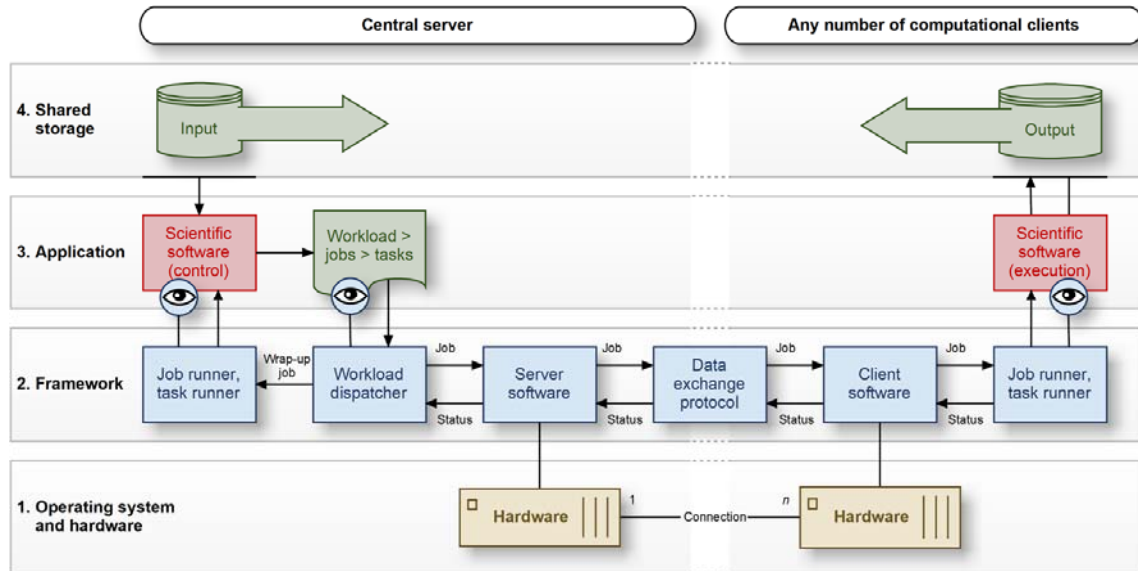 Central server
Any number of computational clients
4. Shared
storage
Input
Output
3. Application
Scientific
software
(control)
Workload >
jobs > tasks
Scientific
software
(execution)
2. Framework
Job runner,
task runner
Wrap-up
job
Workload
dispatcher
Job
Status
Server
software
Job
Status
Data
exchange
protocol
Job
Status
Client
software
Job
Status
Job runner,
task runner
1. Operating system
and hardware
Hardware
1
Connection
n
Hardware